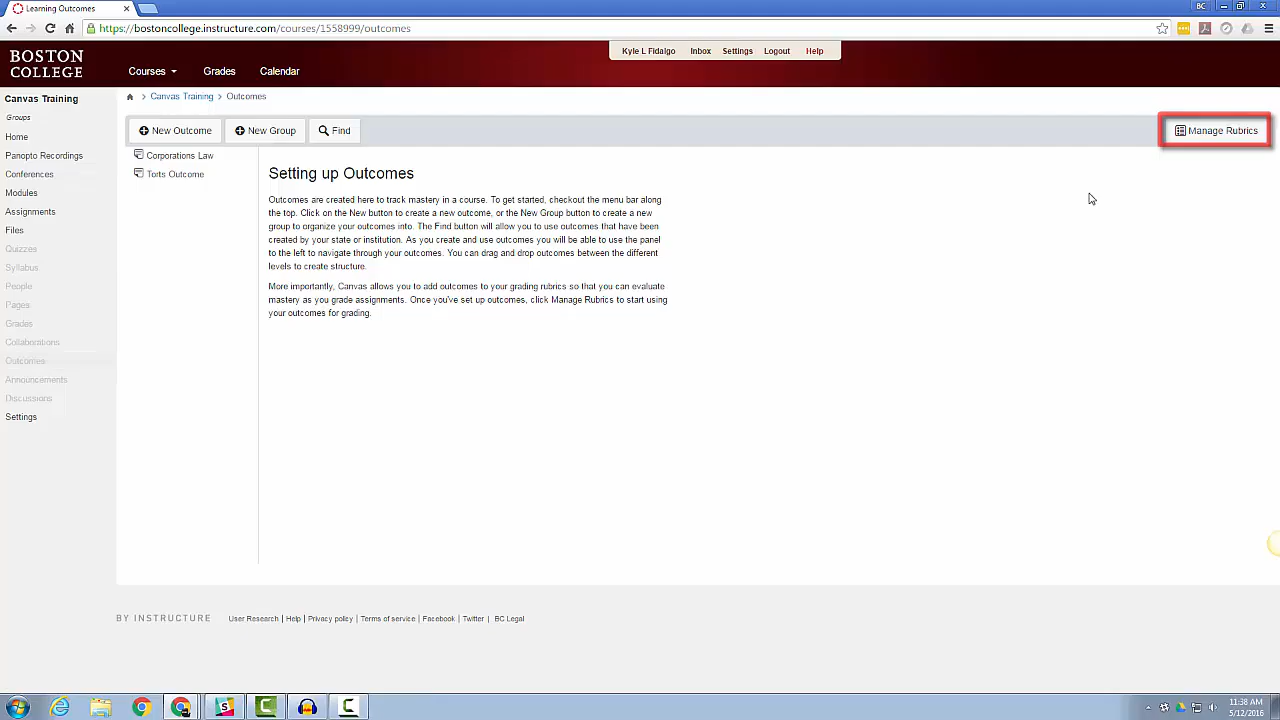 Learning Outcomes
BC
https://bostoncollege.instructure.com/courses/1558999/outcomes
BOSTON
COLLEGE
Kyle L Fidalgo Inbox Settings Logout Help
Courses Grades Calendar
Canvas Training
Groups
Home
Panopto Recordings
Conferences
Modules
Assignments
Files
Quizzes
Syllabus
People
Pages
Grades
Collaborations
Outcomes
Announcements
Discussions
Settings
Canvas Training > Outcomes
New Outcome New Group Find Manage Rubrics
Corporations Law
Torts Outcome
Setting up Outcomes
Outcomes are created here to track mastery in a course. To get started, checkout the menu bar along
the top. Click on the New button to create a new outcome, or the New Group button to create a new
group to organize your outcomes into. The Find button will allow you to use outcomes that have been
created by your state or institution. As you create and use outcomes you will be able to use the panel
to the left to navigate through your outcomes. You can drag and drop outcomes between the different
levels to create structure.
More importantly, Canvas allows you to add outcomes to your grading rubrics so that you can evaluate
mastery as you grade assignments. Once you've set up outcomes, click Manage Rubrics to start using
your outcomes for grading.
BY INSTRUCTURE User Research | Help | Privacy policy | Terms of service | Facebook | Twitter | BC Legal
11:38 AM
5/12/2016